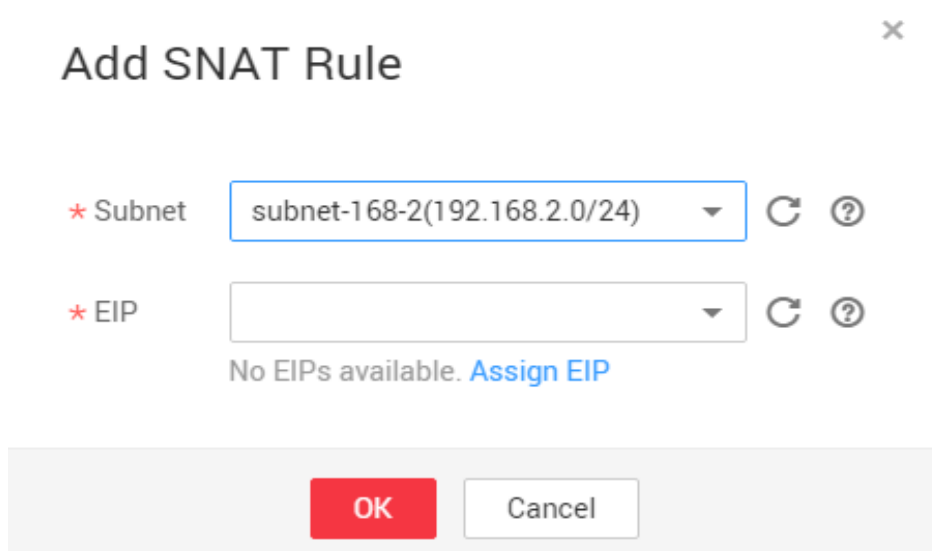 Add SNAT Rule
* Subnet subnet-168-2(192.168.2.0/24)
* EIP
No EIPs available. Assign EIP
OK Cancel